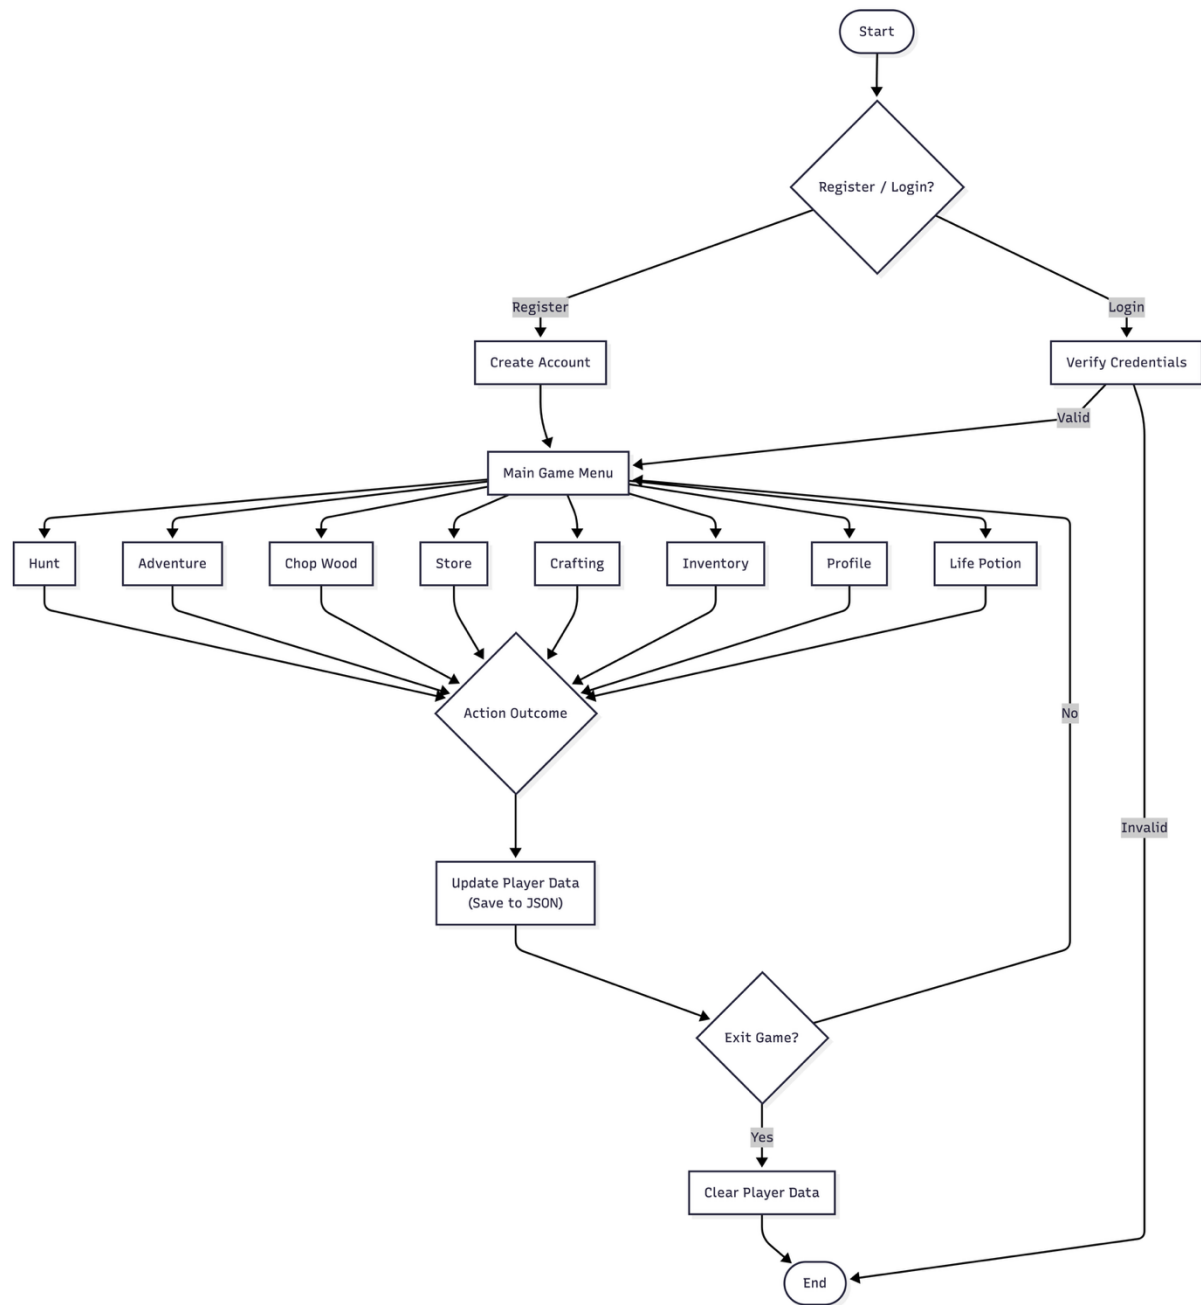 Start
Register / Login?
Register
Login
Create Account
Verify Credentials
Valid
Main Game Menu
Hunt
Adventure
Chop Wood
Store
Crafting
Inventory
Profile
Life Potion
Action Outcome
No
Invalid
Update Player Data
(Save to JSON)
Exit Game?
Yes
Clear Player Data
End